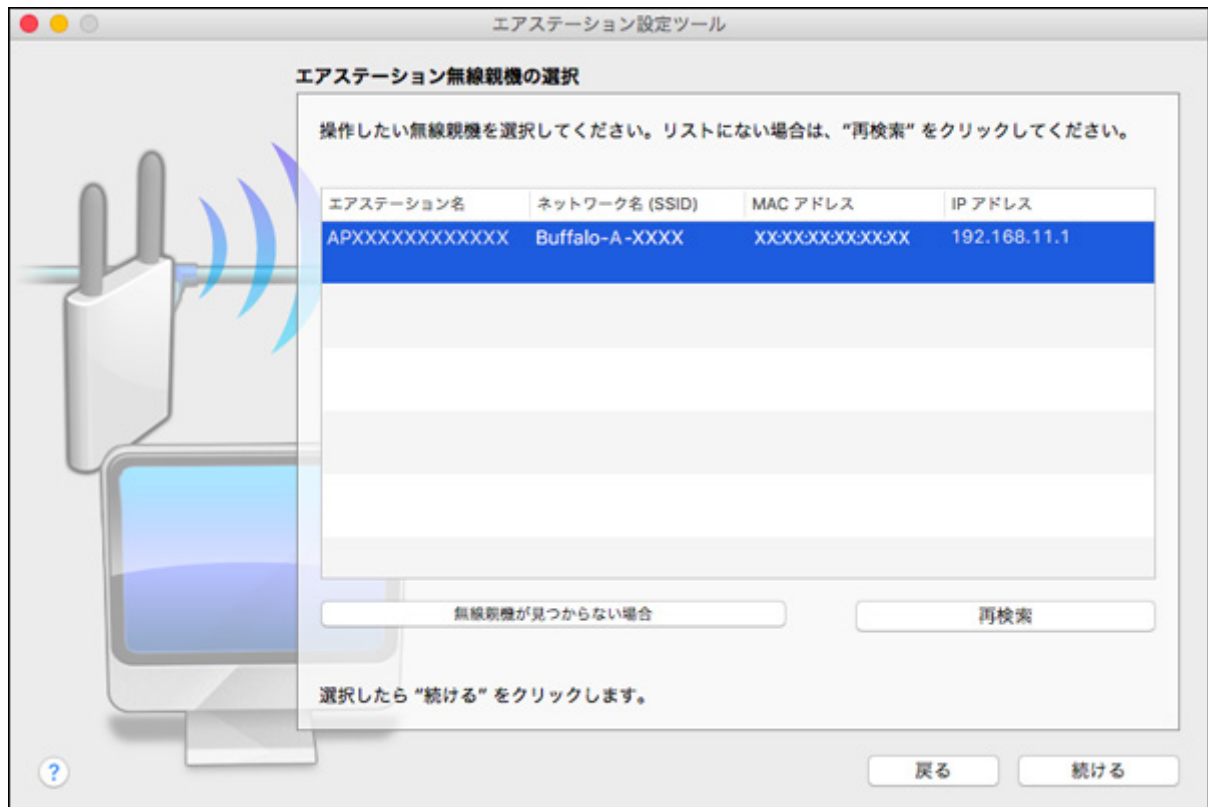 エアステーション設定ツール
エアステーション無線親機の選択
操作したい無線親機を選択してください。リストにない場合は、"再検索" をクリックしてください。
エアステーション名 ネットワーク名 (SSID) MAC アドレス IP アドレス
APXXXXXXXXXXXX Buffalo-A-XXXX XX:XX:XX:XX:XX:XX 192.168.11.1
無線親機が見つからない場合 再検索
選択したら "続ける" をクリックします。
? 戻る 続ける